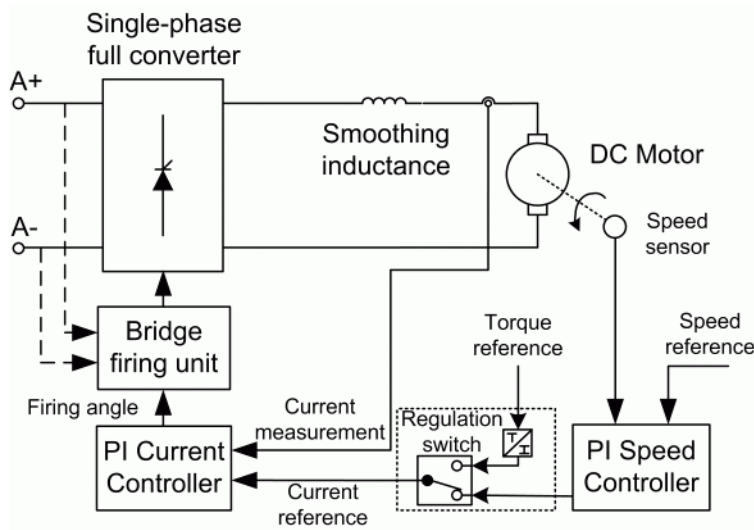 Single-phase
full converter
A+
Smoothing
inductance
DC Motor
A-
Speed
sensor
Bridge
firing unit
Torque
reference
Speed
reference
Firing angle
Current
measurement
Regulation
switch
T
I
PI Current
Controller
PI Speed
Controller
Current
reference